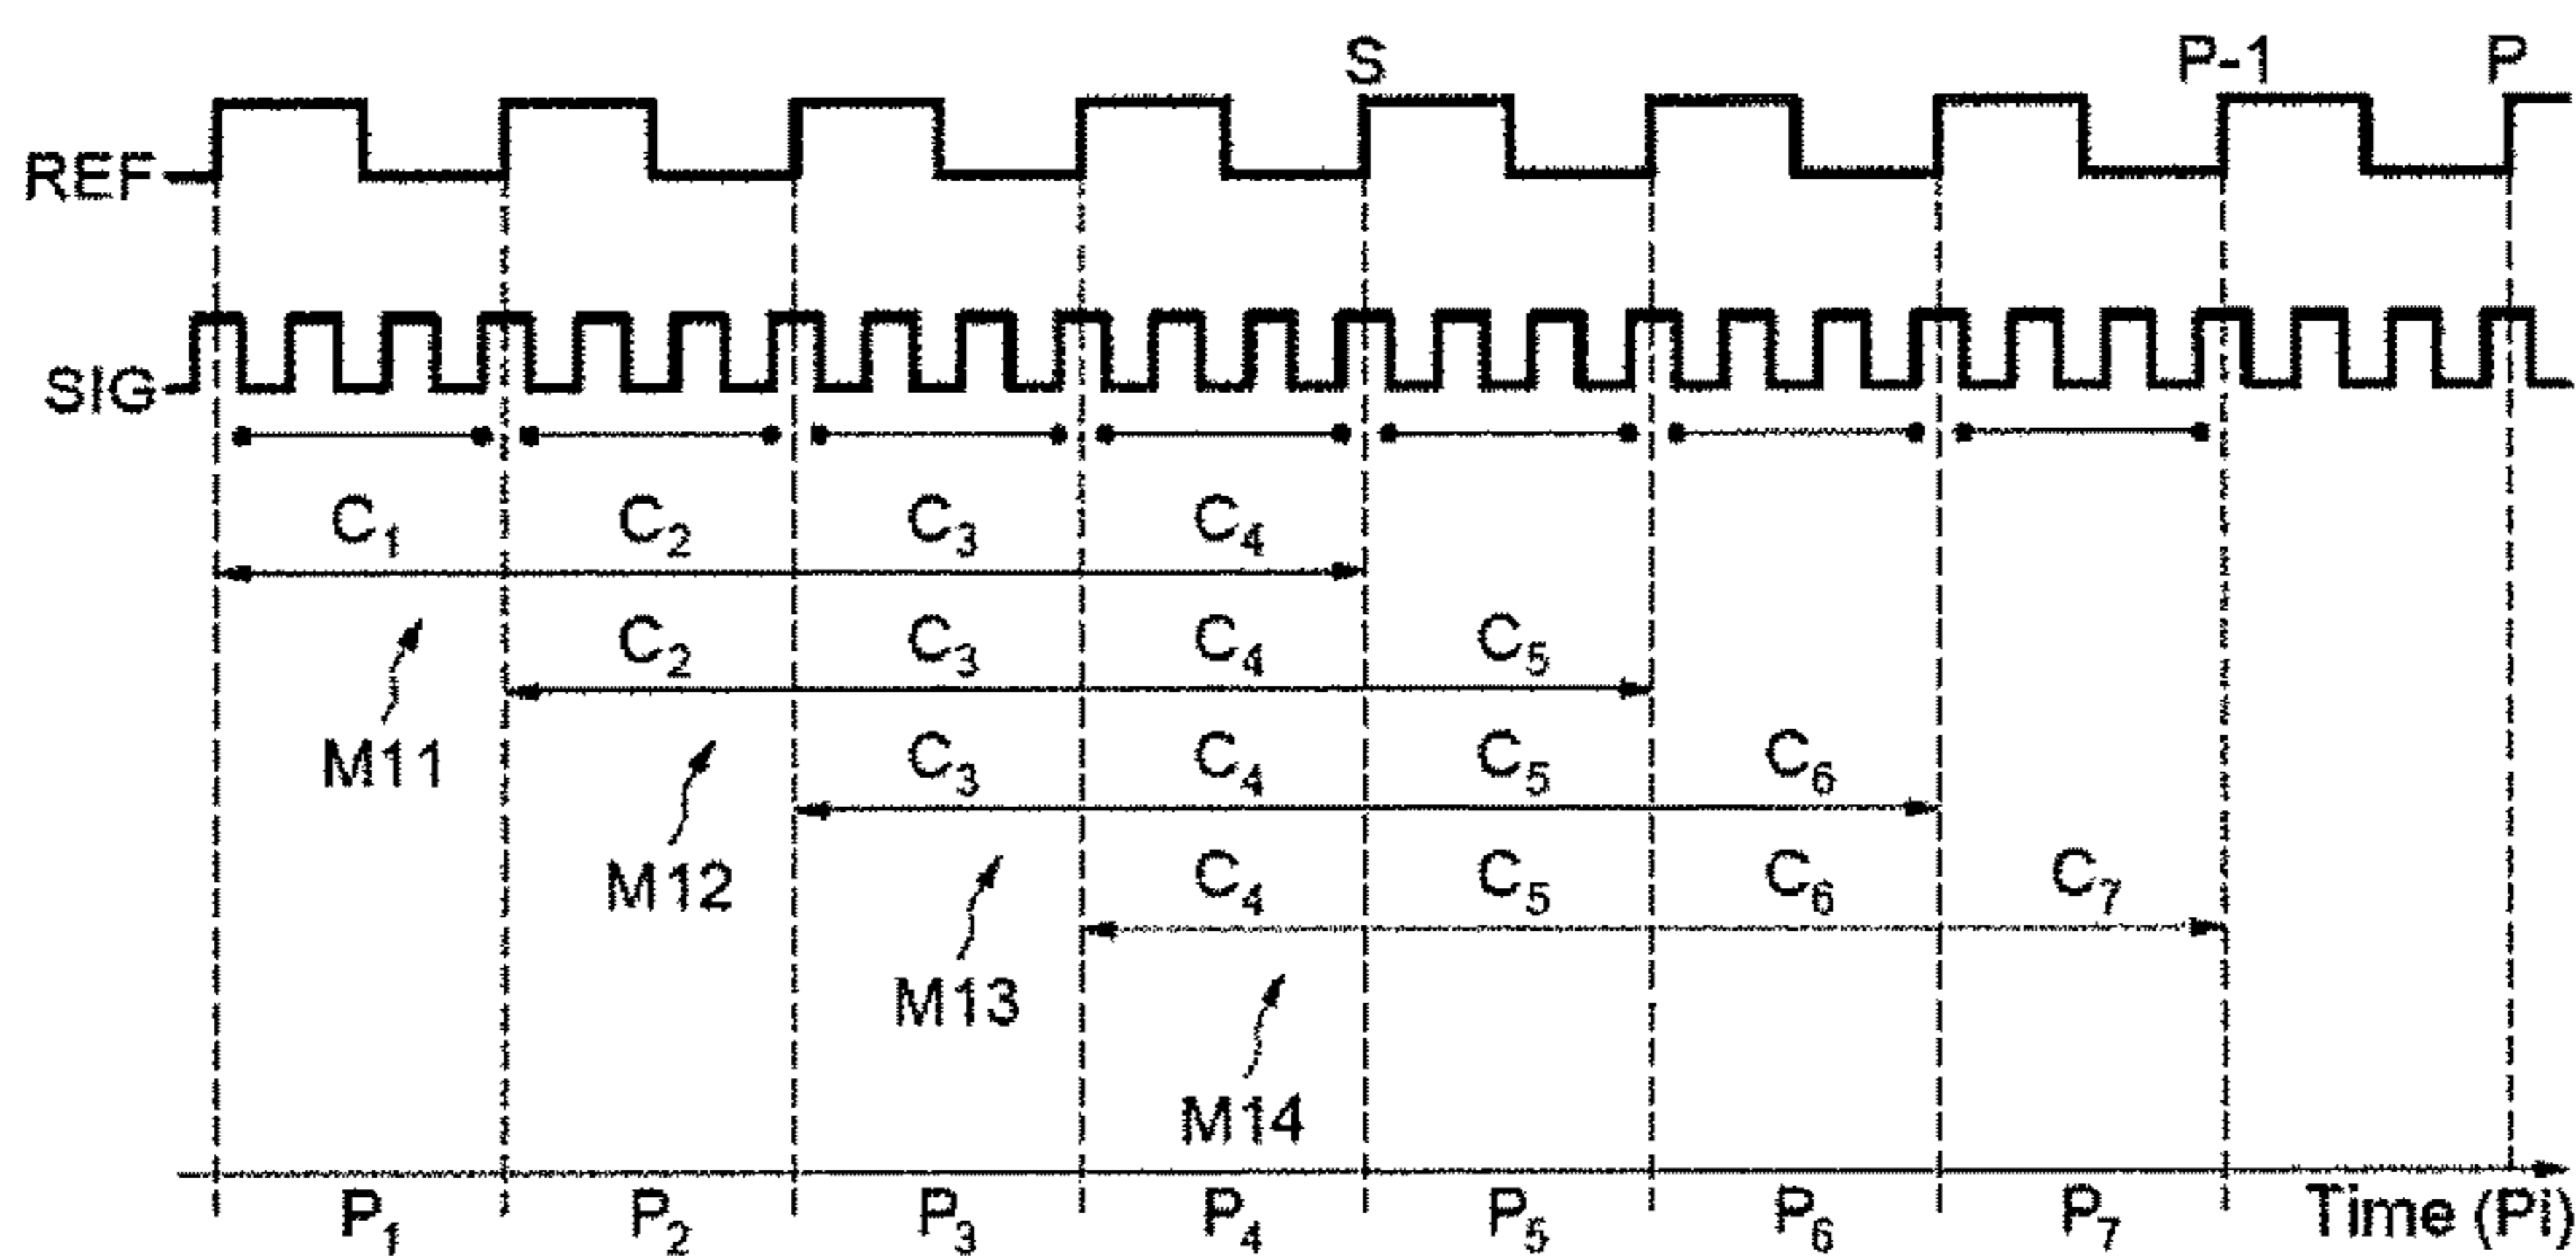 S P-1 P
REF
SIG
C₁ C₂ C₃ C₄
C₂ C₃ C₄ C₅
M11
C₃ C₄ C₅ C₆
M12
C₄ C₅ C₆ C₇
M13
M14
P₁ P₂ P₃ P₄ P₅ P₆ P₇ Time (Pi)